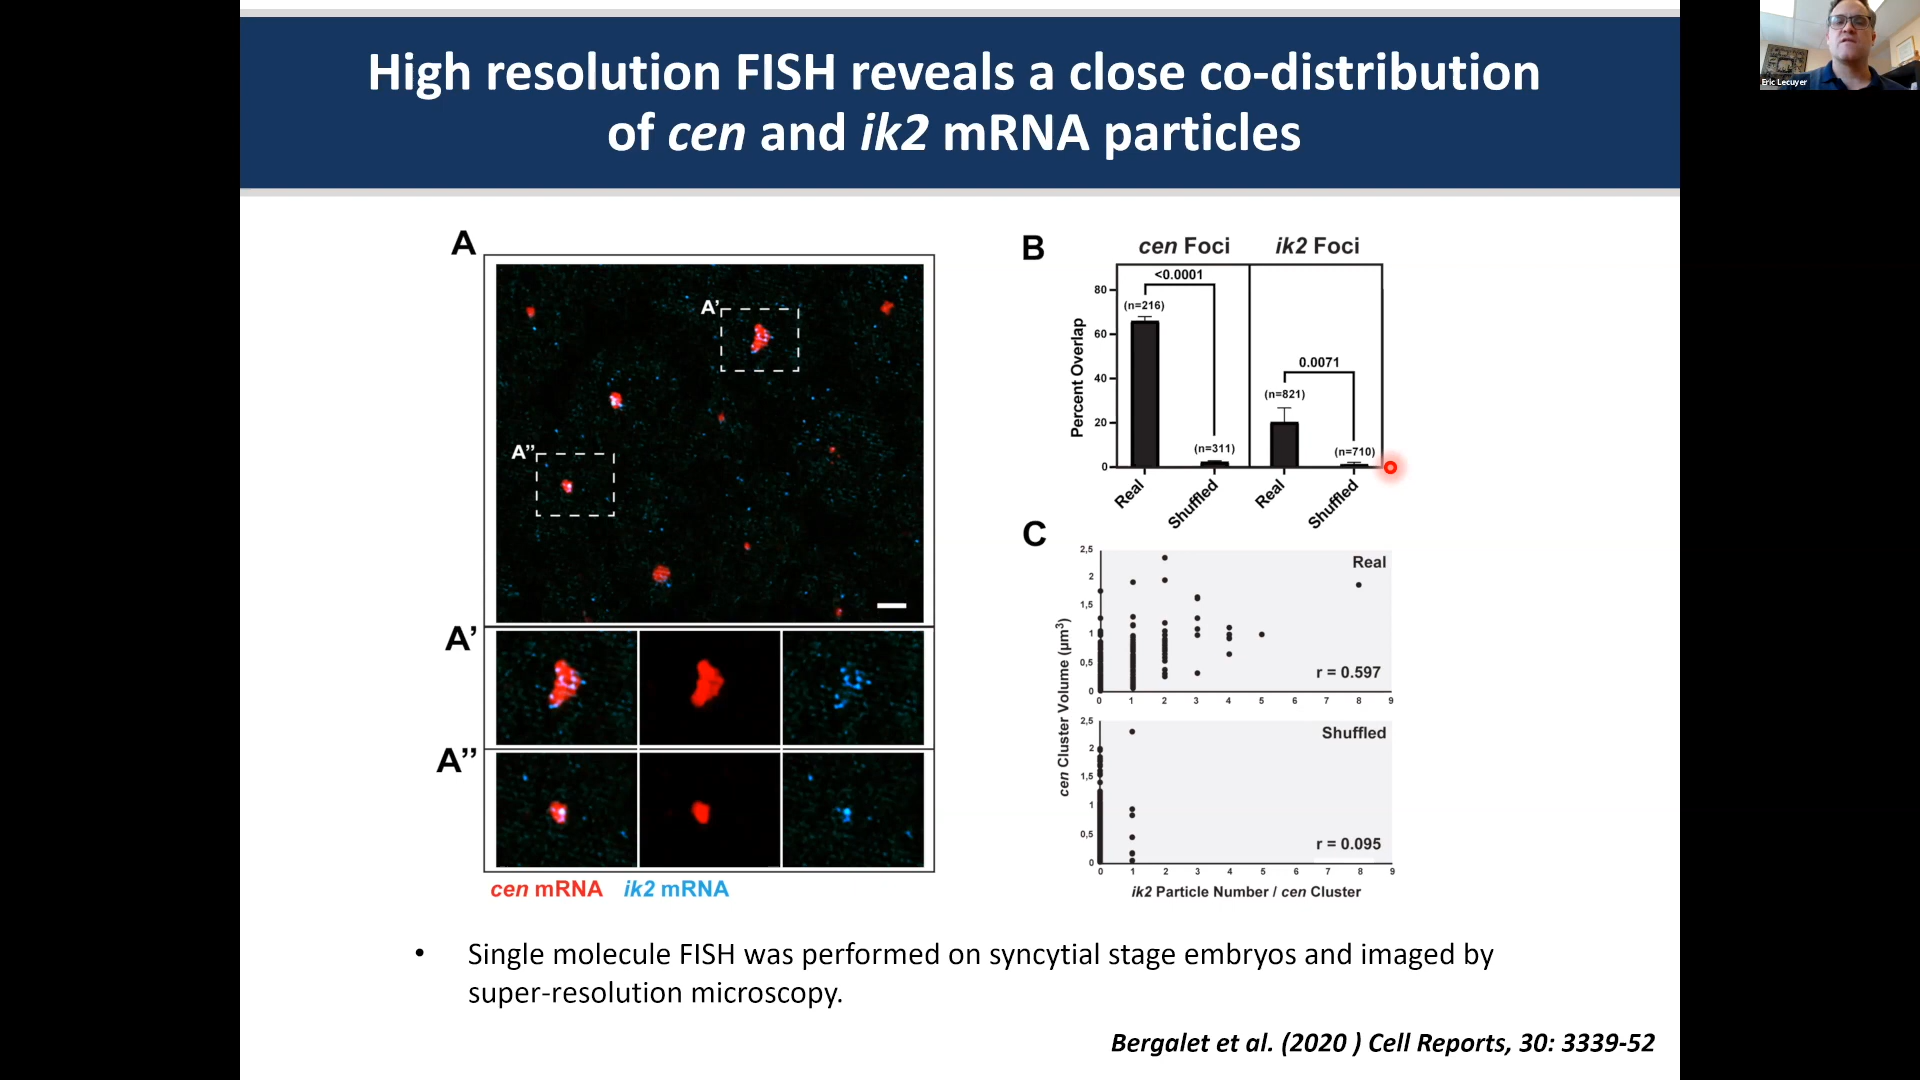 High resolution FISH reveals a close co-distribution
of cen and ik2 mRNA particles
Eric Lecuyer
A
A’
A’’
A’
A’’
cen mRNA ik2 mRNA
B
cen Foci ik2 Foci
<0.0001
(n=216)
(n=311)
0.0071
(n=821)
(n=710)
Percent Overlap
80
60
40
20
0
Real
Shuffled
Real
Shuffled
C
cen Cluster Volume (µm³)
2,5
2
1,5
1
0,5
0
Real
r = 0.597
0 1 2 3 4 5 6 7 8 9
2,5
2
1,5
1
0,5
0
Shuffled
r = 0.095
0 1 2 3 4 5 6 7 8 9
ik2 Particle Number / cen Cluster
• Single molecule FISH was performed on syncytial stage embryos and imaged by
super-resolution microscopy.
Bergalet et al. (2020 ) Cell Reports, 30: 3339-52